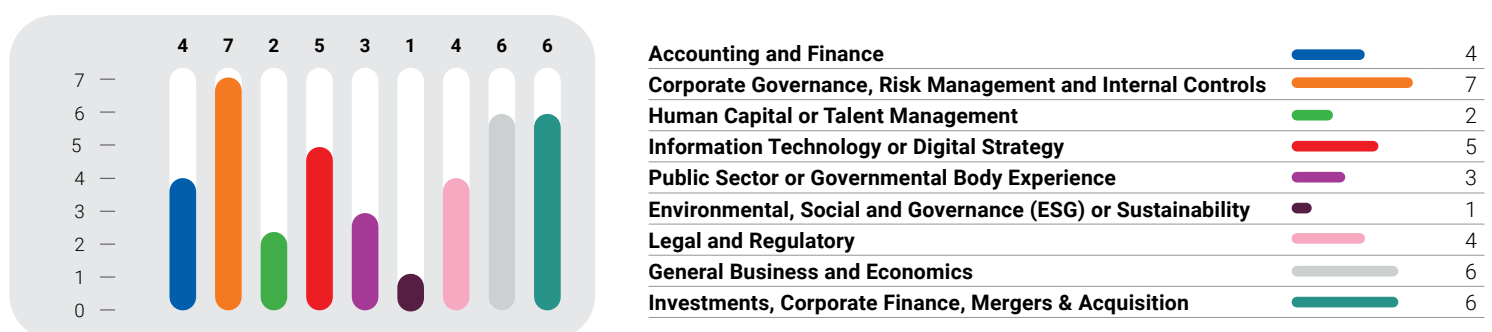 4 7 2 5 3 1 4 6 6
7
6
5
4
3
2
1
0
Accounting and Finance 4
Corporate Governance, Risk Management and Internal Controls 7
Human Capital or Talent Management 2
Information Technology or Digital Strategy 5
Public Sector or Governmental Body Experience 3
Environmental, Social and Governance (ESG) or Sustainability 1
Legal and Regulatory 4
General Business and Economics 6
Investments, Corporate Finance, Mergers & Acquisition 6